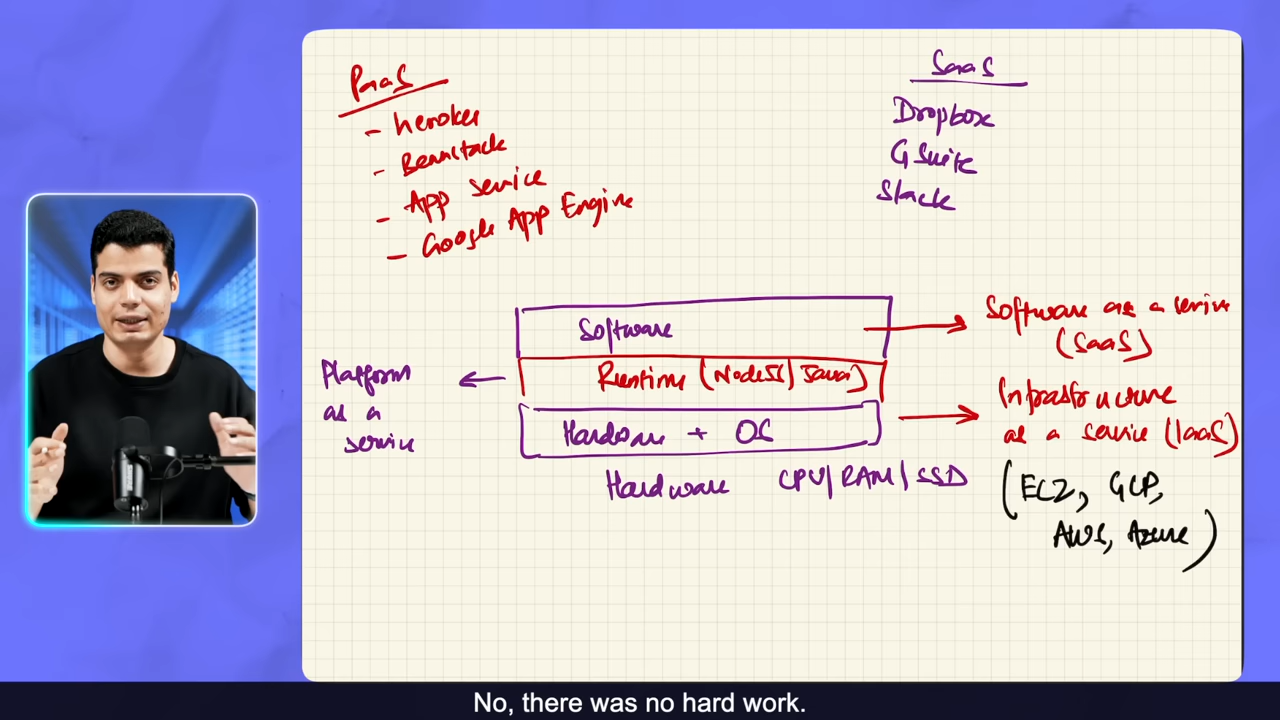 PaaS
- heroku
- Beanstack
- App service
- Google App Engine
SaaS
Dropbox
GSuite
Slack
Software
Runtime (NodeJS | Java)
Hardware + OS
Hardware CPU/RAM/SSD
Platform
as a
service
Software as a servive
(SaaS)
Infrastructure
as a service (IaaS)
(EC2, GCP,
AWS, Azure)
No, there was no hard work.